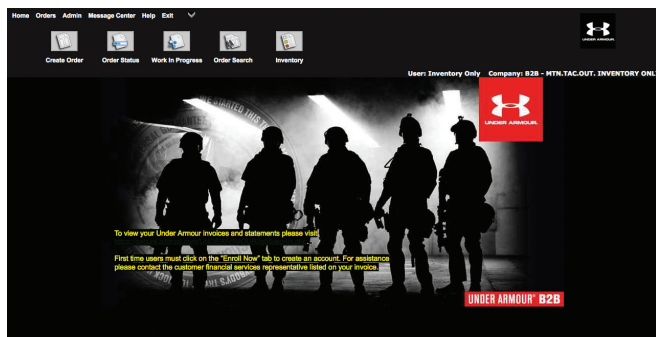 Home Orders Admin Message Center Help Exit
UNDER ARMOUR.
Create Order Order Status Work In Progress Order Search Inventory
User: Inventory Only Company: B2B - MTN.TAC.OUT. INVENTORY ONL
WE STARTED THIS
UNDER ARMOUR.
To view your Under Armour invoices and statements please visit
First time users must click on the "Enroll Now" tab to create an account. For assistance
please contact the customer financial services representative listed on your invoice.
UNDER ARMOUR® B2B